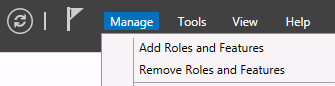 Manage Tools View Help
Add Roles and Features
Remove Roles and Features